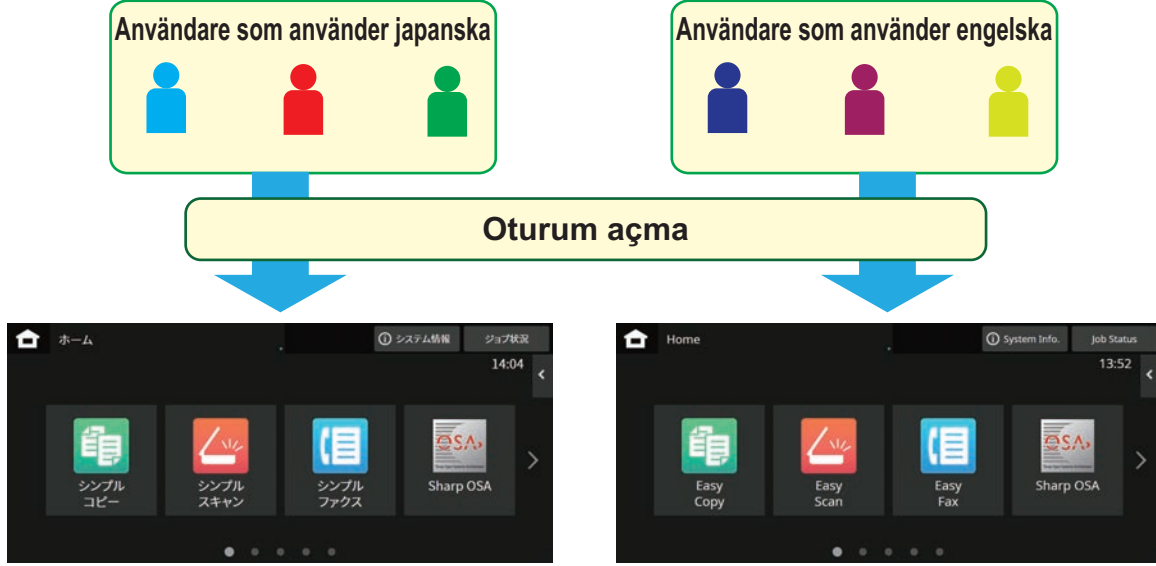 Användare som använder japanska
Användare som använder engelska
Oturum açma
ホーム
システム情報
ジョブ状況
14:04
シンプル
コピー
シンプル
スキャン
シンプル
ファクス
OSA
Sharp OSA
Home
System Info.
Job Status
13:52
Easy
Copy
Easy
Scan
Easy
Fax
OSA
Sharp OSA